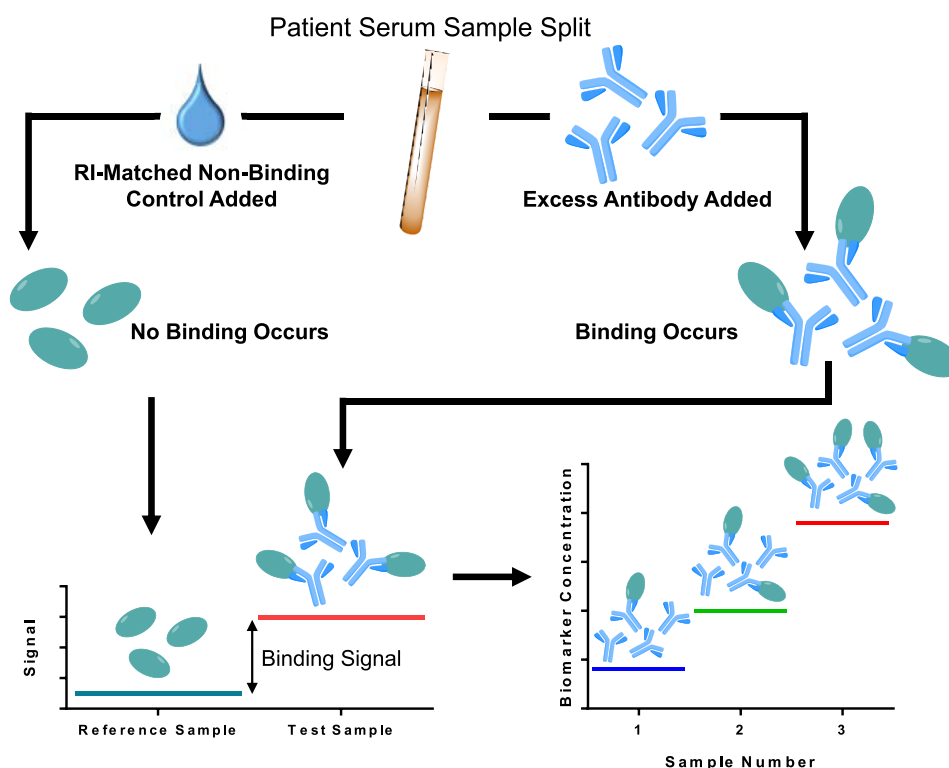 Patient Serum Sample Split
RI-Matched Non-Binding
Control Added
Excess Antibody Added
No Binding Occurs
Binding Occurs
Signal
Binding Signal
Reference Sample
Test Sample
Biomarker Concentration
1
2
3
Sample Number